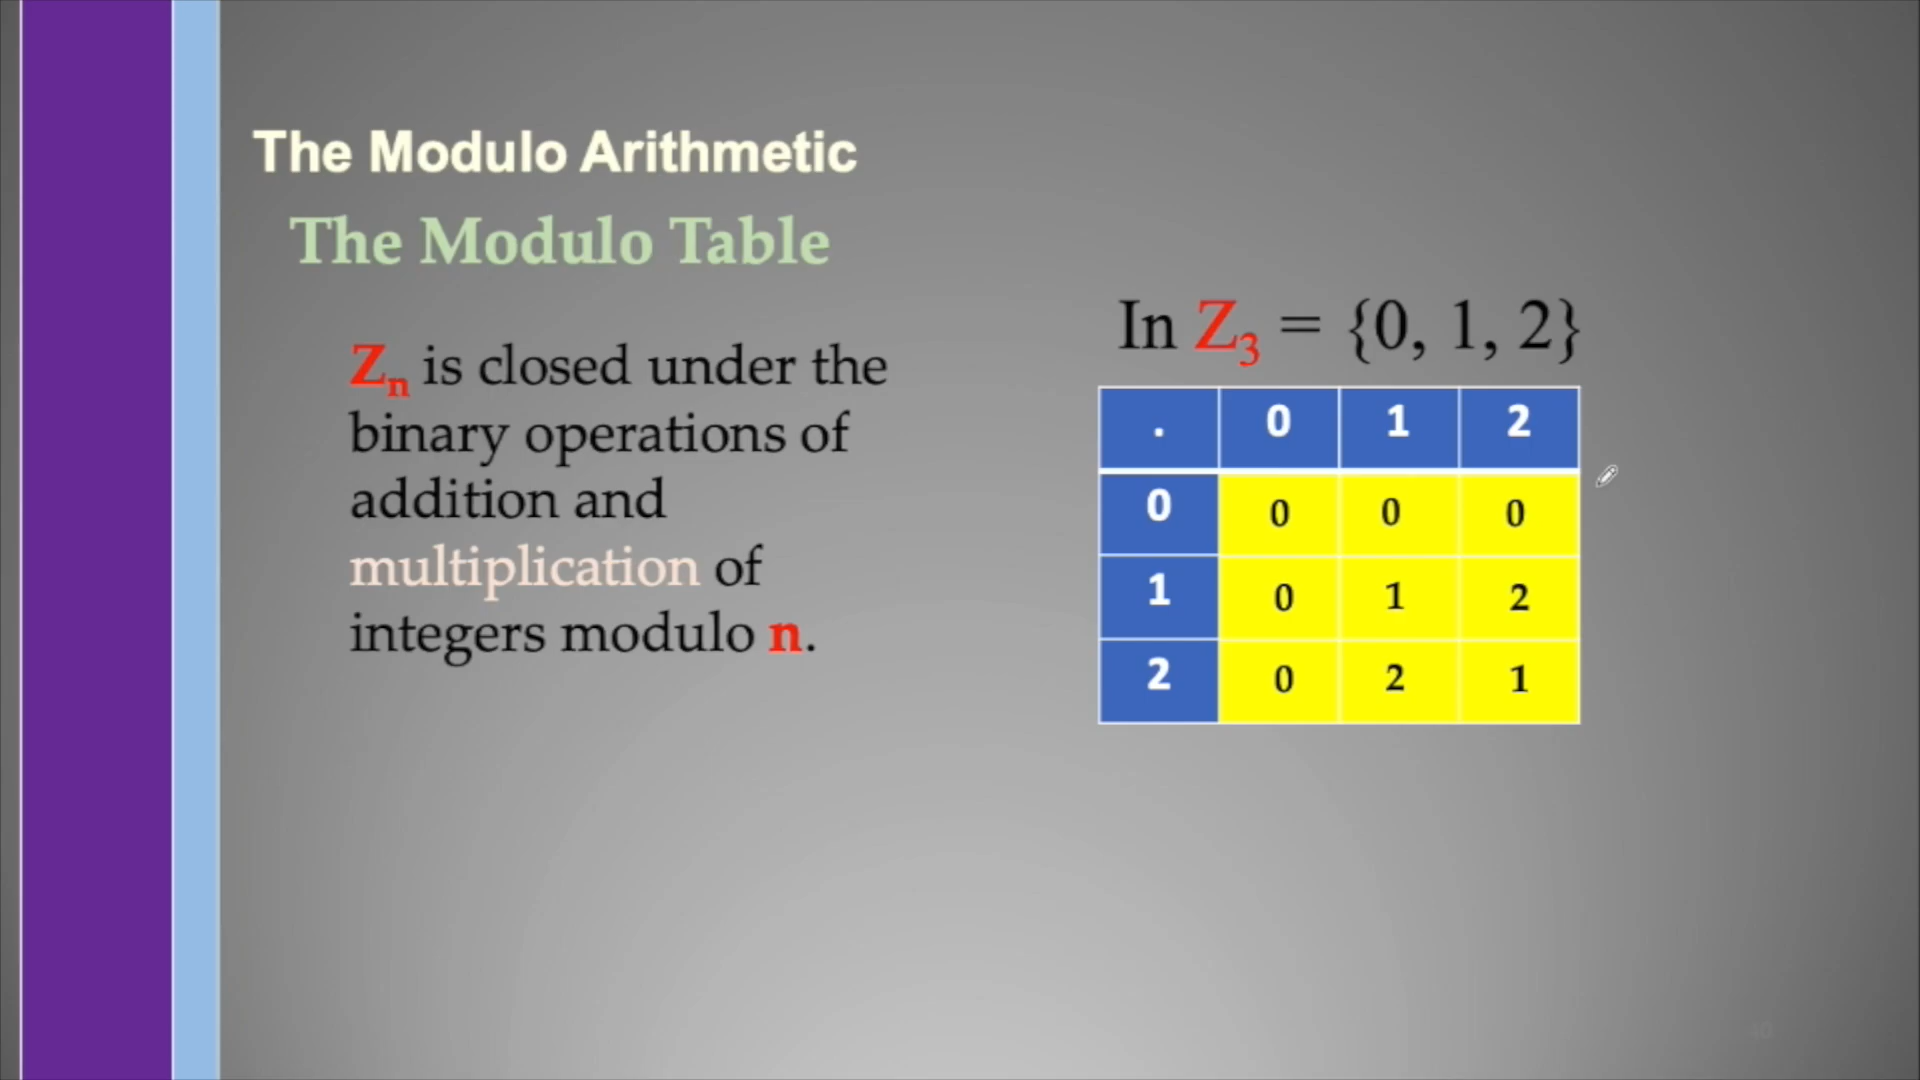 The Modulo Arithmetic
The Modulo Table
Zn is closed under the
binary operations of
addition and
multiplication of
integers modulo n.
In Z3 = {0, 1, 2}
. 0 1 2
0 0 0 0
1 0 1 2
2 0 2 1